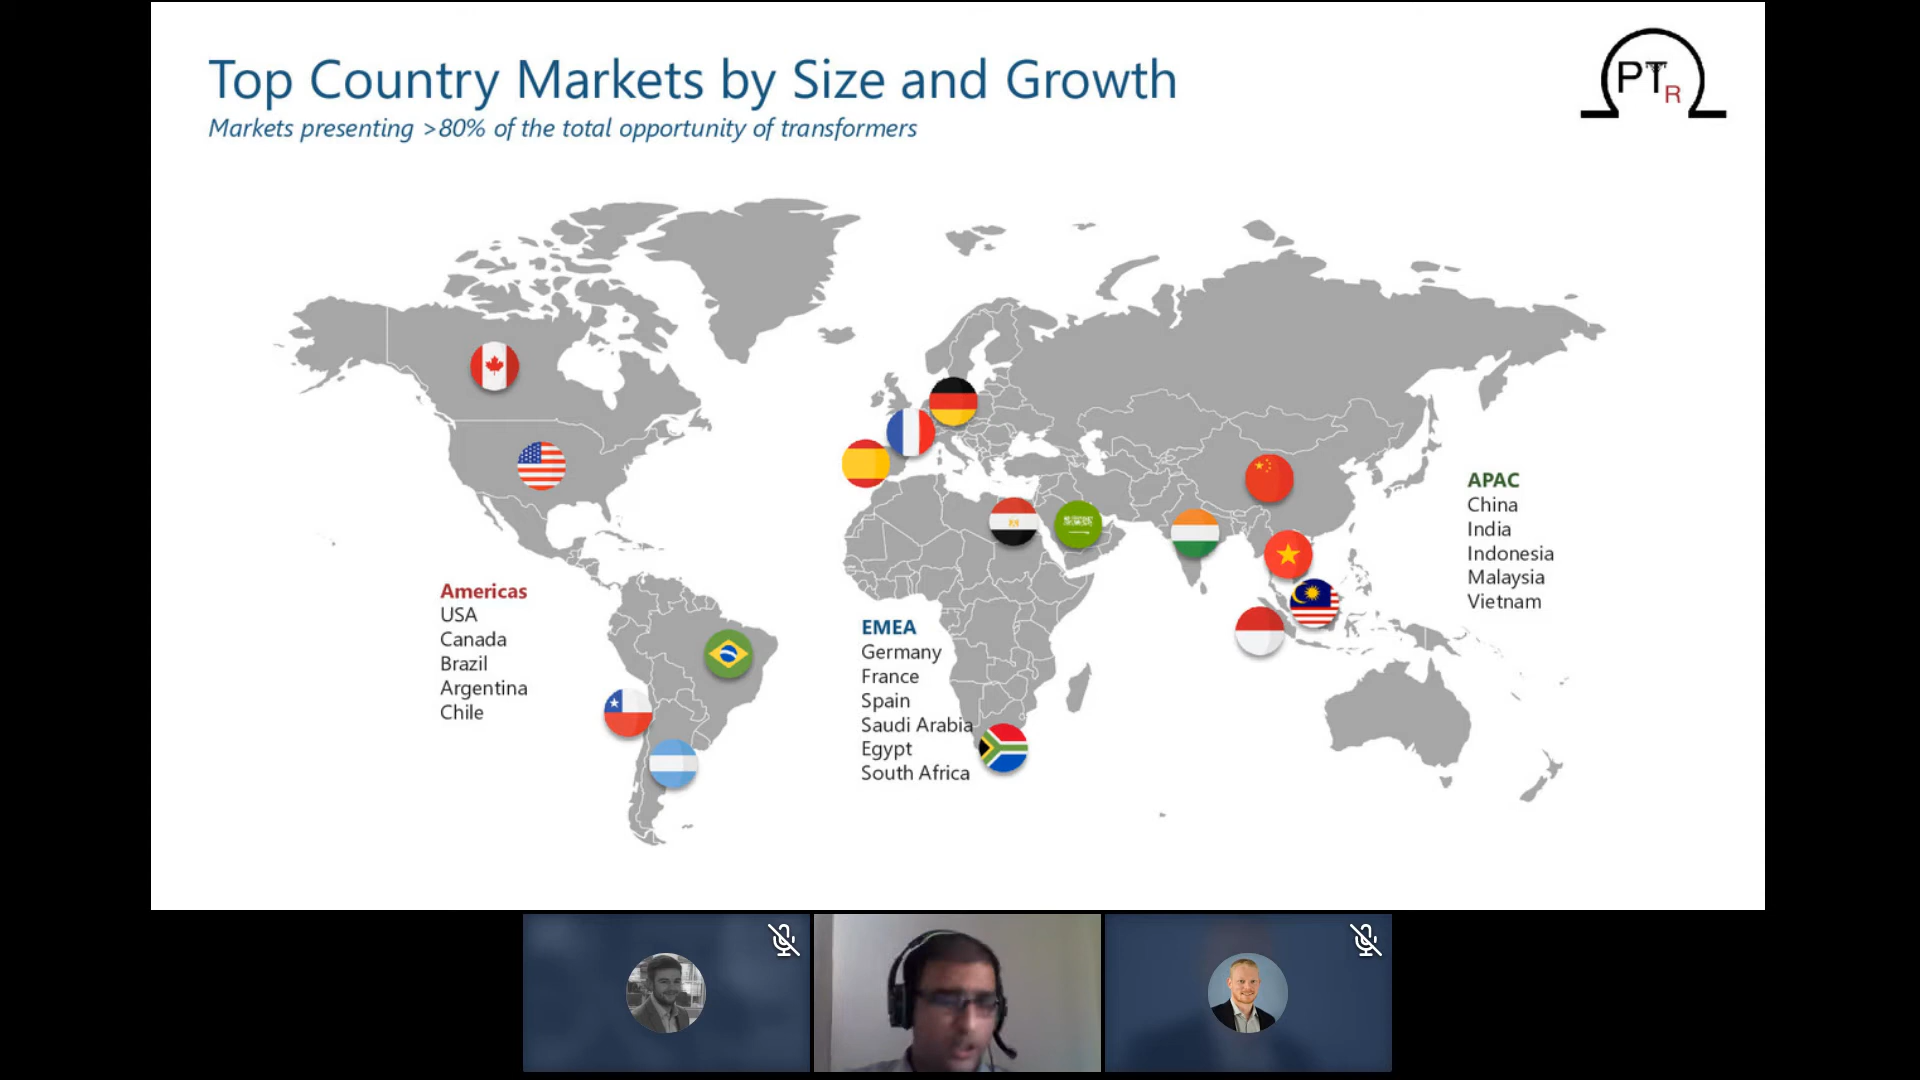 Top Country Markets by Size and Growth
Markets presenting >80% of the total opportunity of transformers
PTR
Americas
USA
Canada
Brazil
Argentina
Chile
EMEA
Germany
France
Spain
Saudi Arabia
Egypt
South Africa
APAC
China
India
Indonesia
Malaysia
Vietnam